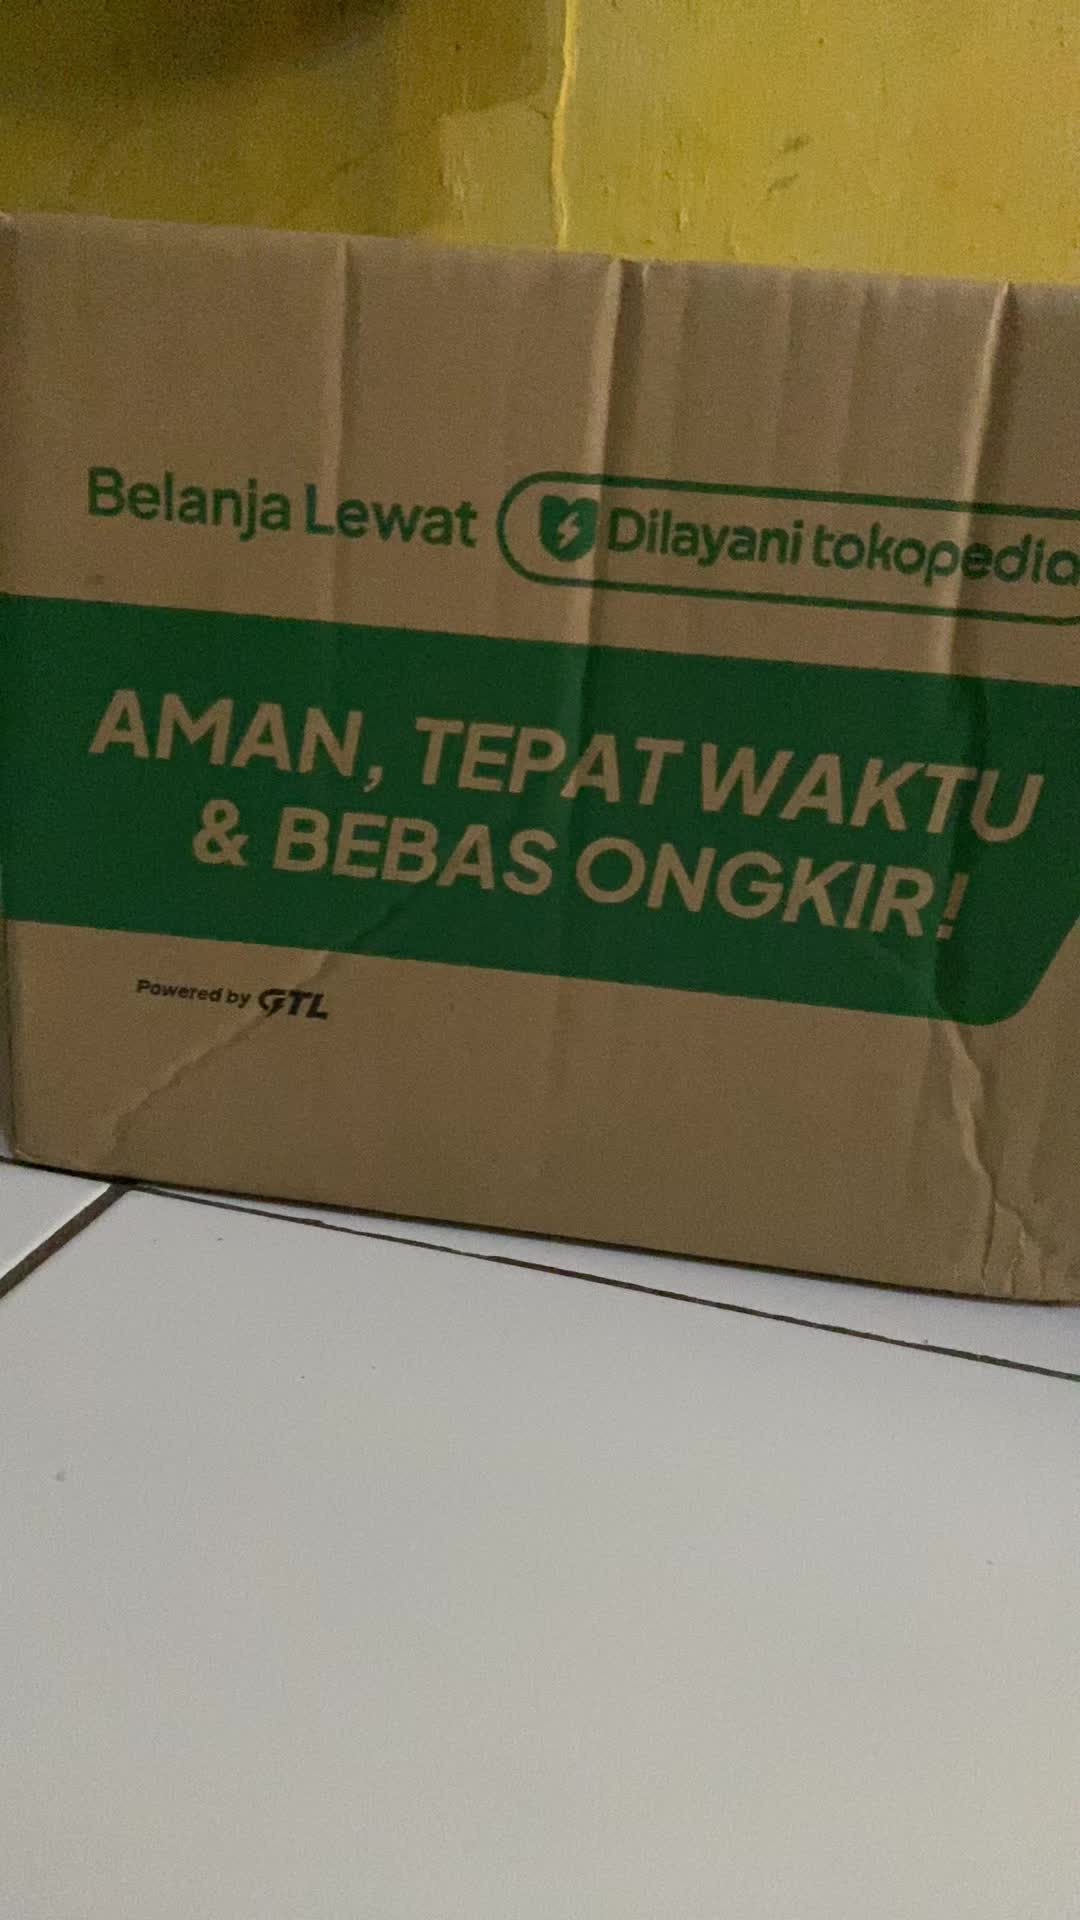 Belanja Lewat Dilayani tokopedia
AMAN, TEPAT WAKTU
& BEBAS ONGKIR!
Powered by GTL